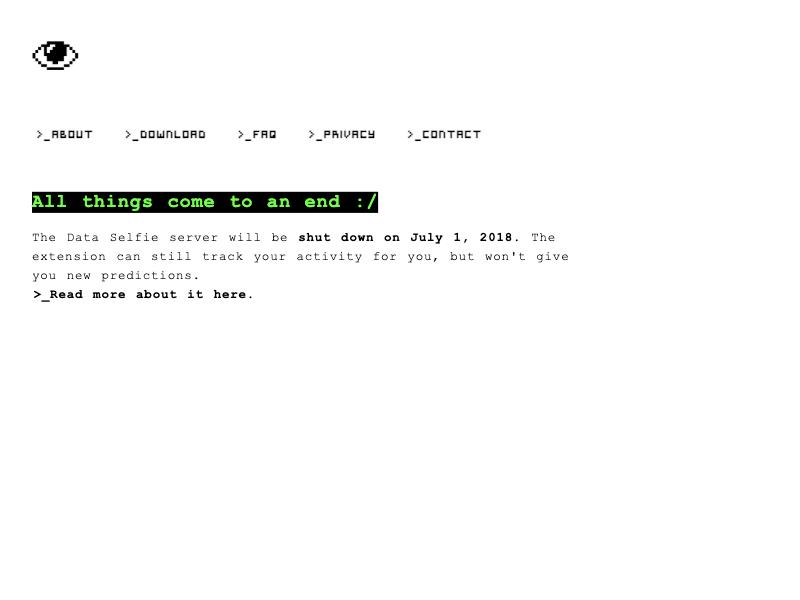 >_ABOUT >_DOWNLOAD >_FAQ >_PRIVACY >_CONTACT
All things come to an end :/
The Data Selfie server will be shut down on July 1, 2018. The
extension can still track your activity for you, but won't give
you new predictions.
>_Read more about it here.